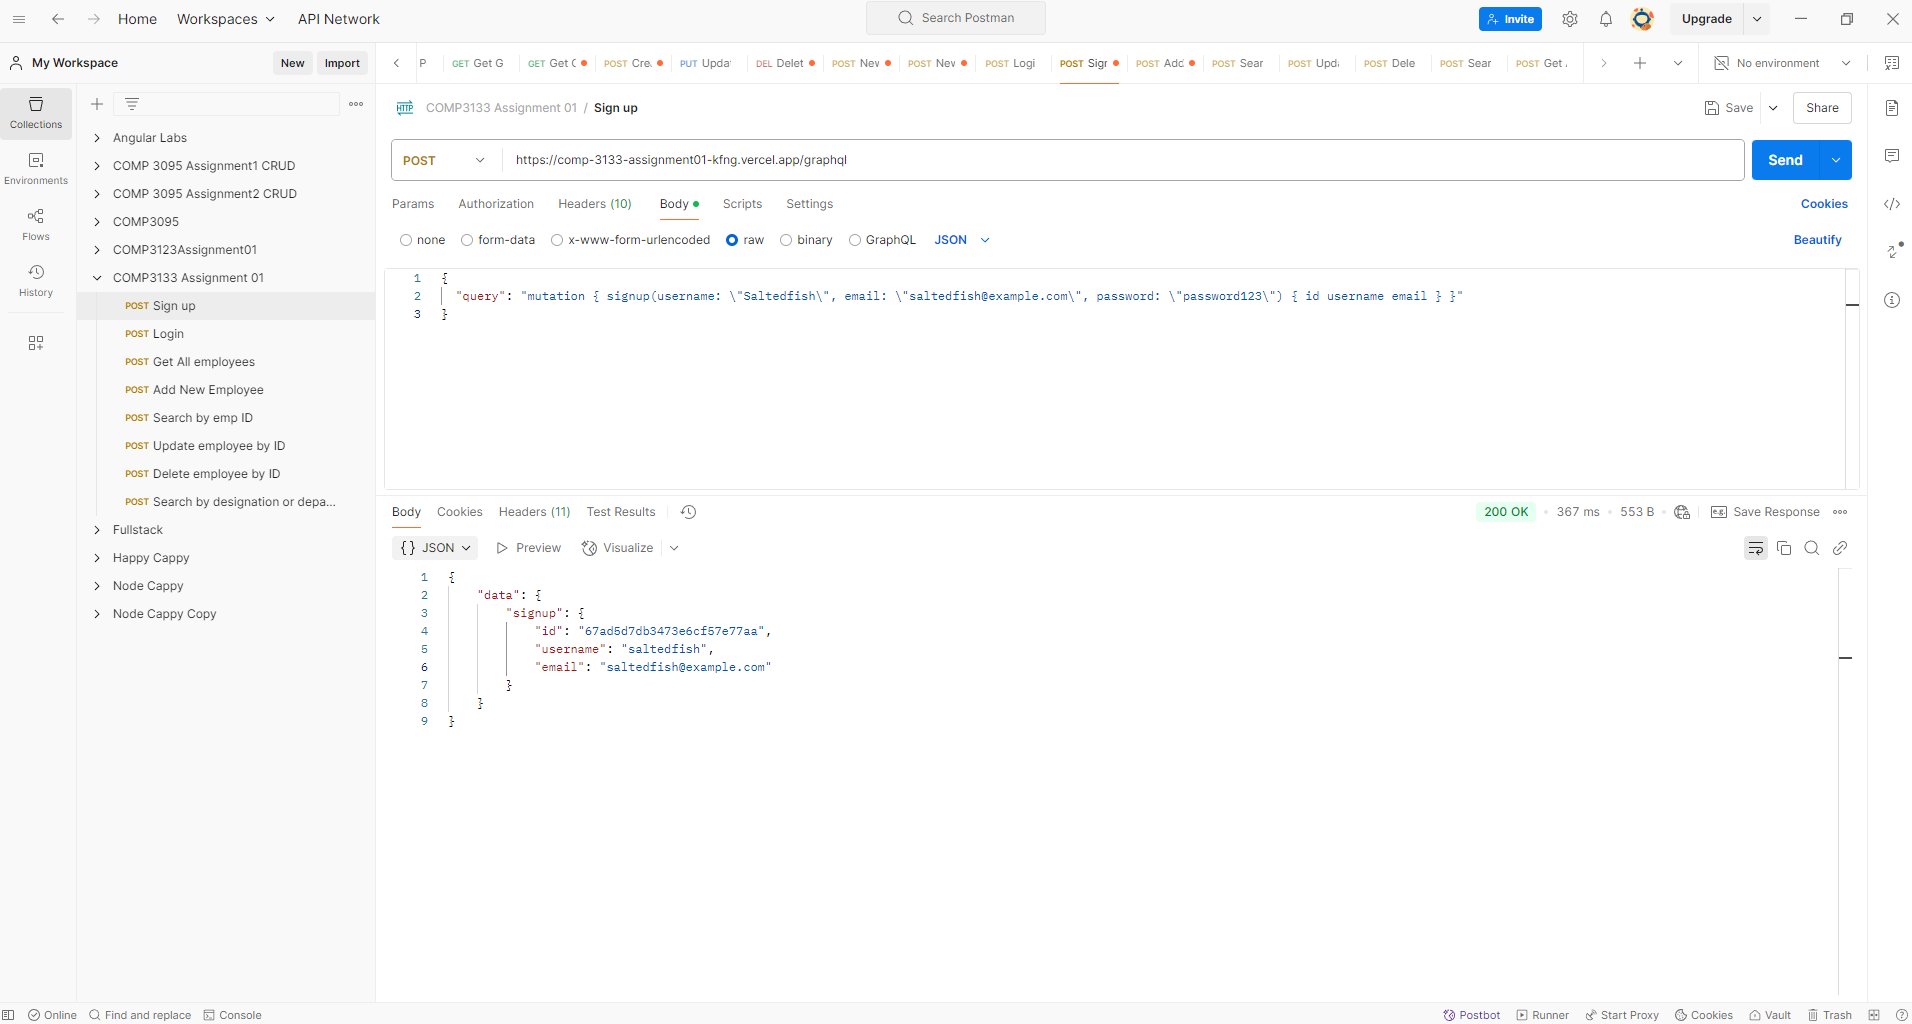 Home Workspaces API Network Search Postman Invite Upgrade
My Workspace New Import P GET Get G GET Get C POST Cre PUT Upda DEL Delet POST Nev POST Nev POST Logi POST Sigr POST Add POST Sear POST Upda POST Dele POST Sear POST Get No environment
Collections
Environments
Flows
History
Angular Labs
COMP 3095 Assignment1 CRUD
COMP 3095 Assignment2 CRUD
COMP3095
COMP3123Assignment01
COMP3133 Assignment 01
POST Sign up
POST Login
POST Get All employees
POST Add New Employee
POST Search by emp ID
POST Update employee by ID
POST Delete employee by ID
POST Search by designation or depa...
Fullstack
Happy Cappy
Node Cappy
Node Cappy Copy
HTTP COMP3133 Assignment 01 / Sign up Save Share
POST https://comp-3133-assignment01-kfng.vercel.app/graphql Send
Params Authorization Headers (10) Body Scripts Settings Cookies
none form-data x-www-form-urlencoded raw binary GraphQL JSON Beautify
1 {
2 "query": "mutation { signup(username: \"Saltedfish\", email: \"saltedfish@example.com\", password: \"password123\") { id username email } }"
3 }
Body Cookies Headers (11) Test Results 200 OK 367 ms 553 B e.g. Save Response
{} JSON Preview Visualize
1 {
2 "data": {
3 "signup": {
4 "id": "67ad5d7db3473e6cf57e77aa",
5 "username": "saltedfish",
6 "email": "saltedfish@example.com"
7 }
8 }
9 }
Online Find and replace Console Postbot Runner Start Proxy Cookies Vault Trash